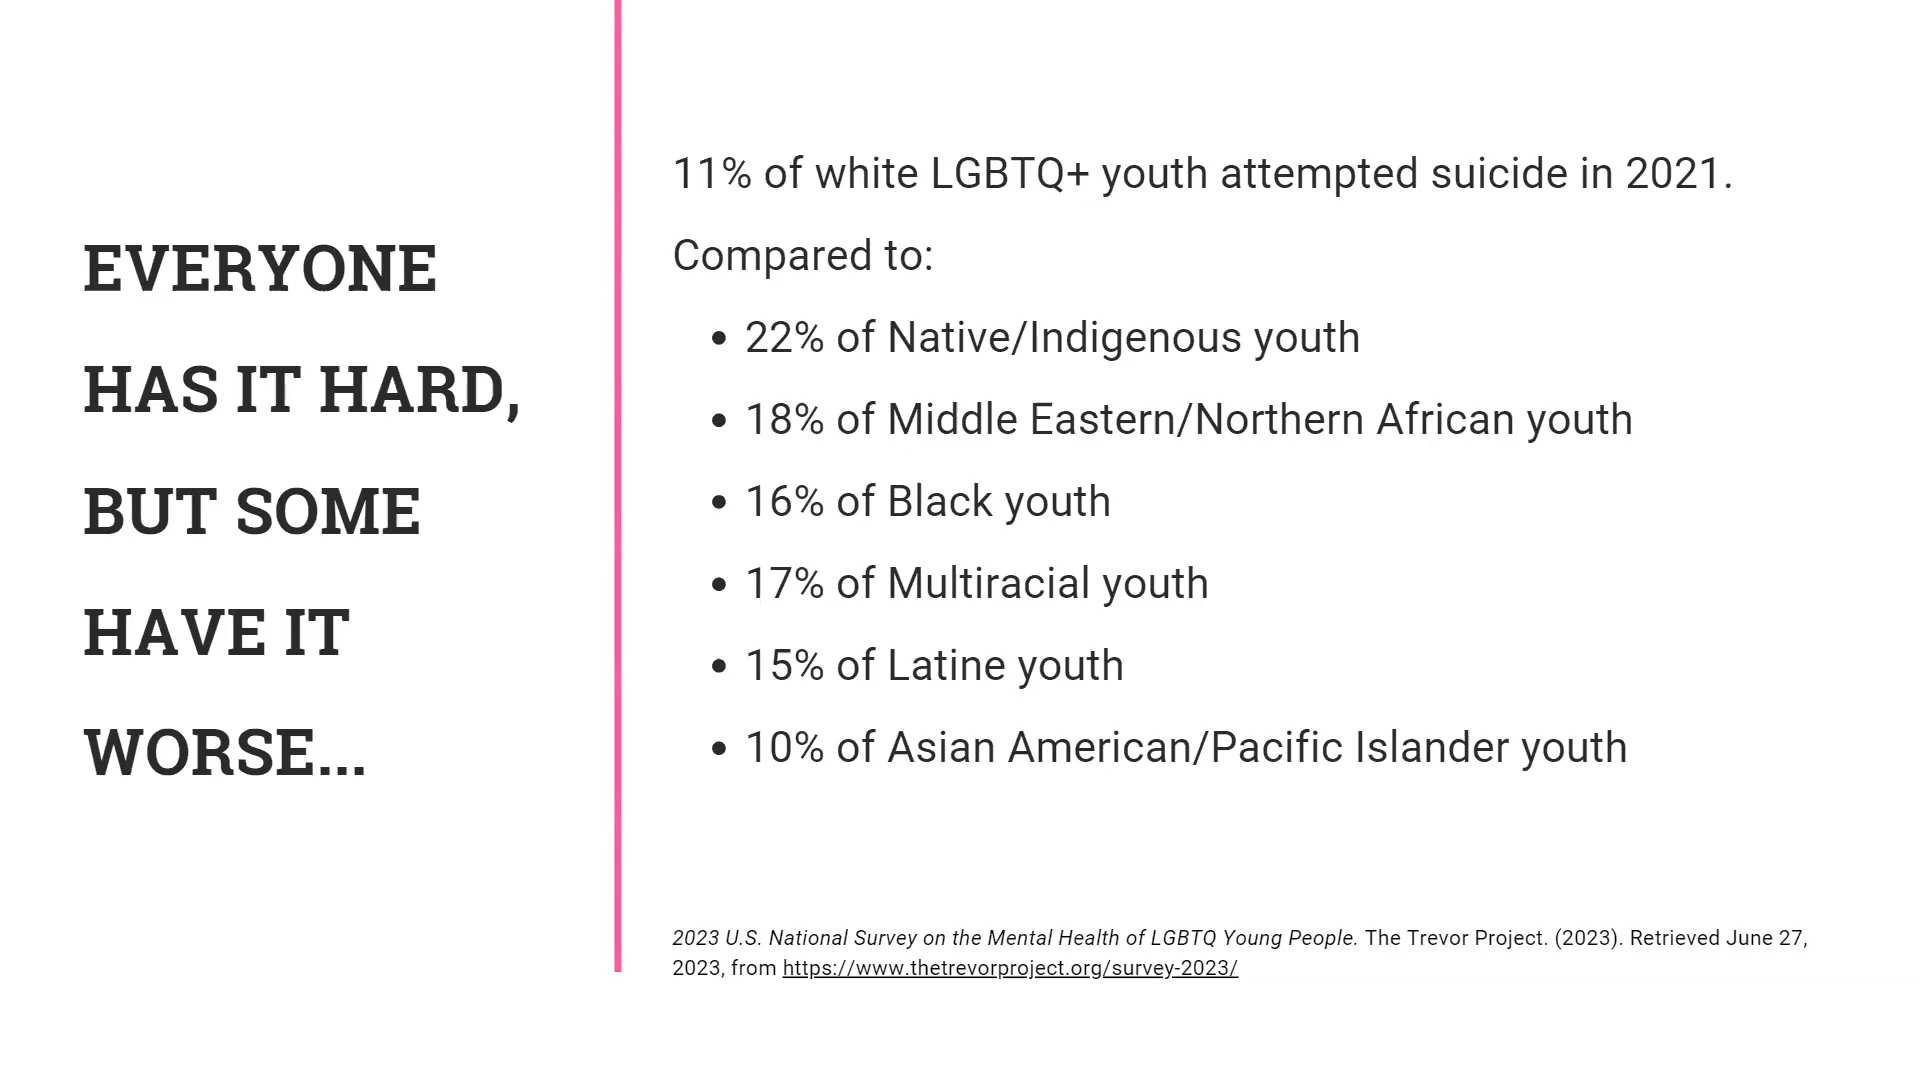 EVERYONE
HAS IT HARD,
BUT SOME
HAVE IT
WORSE...
11% of white LGBTQ+ youth attempted suicide in 2021.
Compared to:
• 22% of Native/Indigenous youth
• 18% of Middle Eastern/Northern African youth
• 16% of Black youth
• 17% of Multiracial youth
• 15% of Latine youth
• 10% of Asian American/Pacific Islander youth
2023 U.S. National Survey on the Mental Health of LGBTQ Young People. The Trevor Project. (2023). Retrieved June 27,
2023, from https://www.thetrevorproject.org/survey-2023/